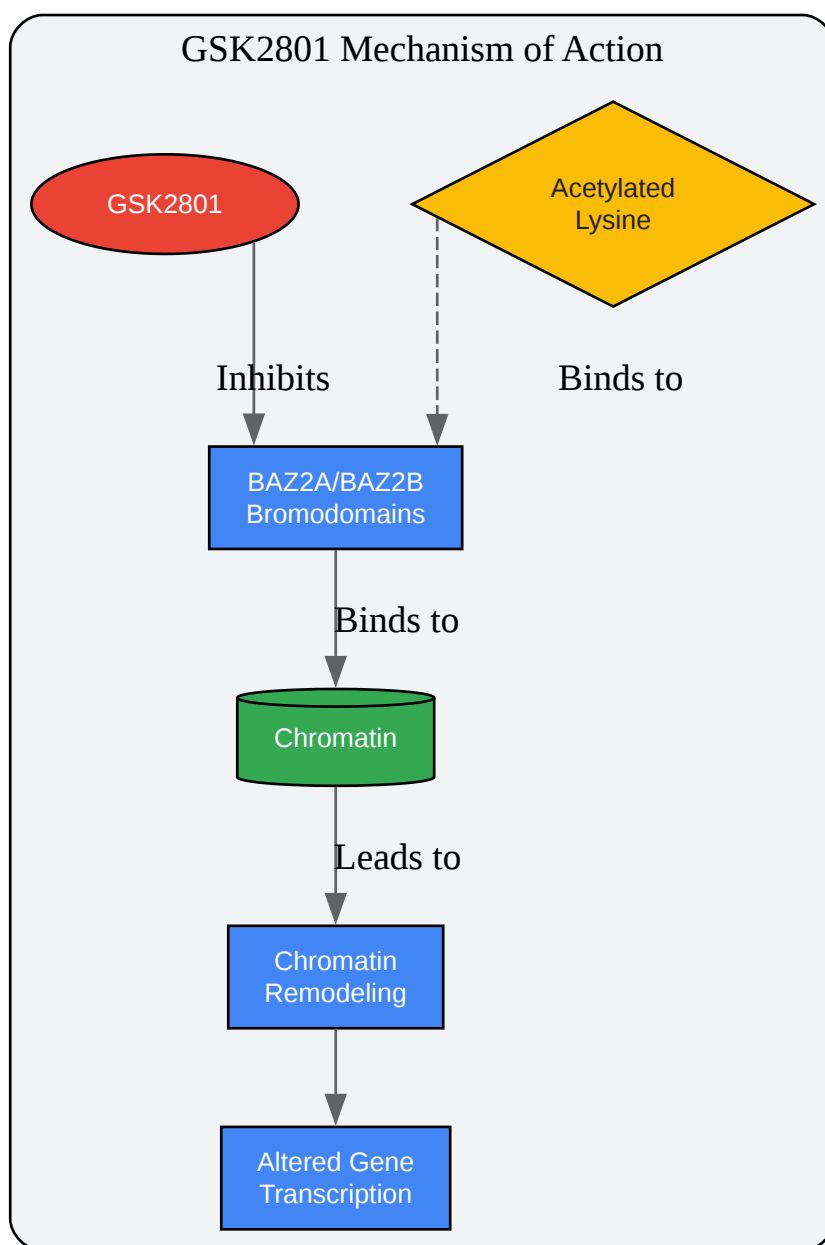 GSK2801 Mechanism of Action
GSK2801
Acetylated
Lysine
Inhibits
Binds to
BAZ2A/BAZ2B
Bromodomains
Binds to
Chromatin
Leads to
Chromatin
Remodeling
Altered Gene
Transcription